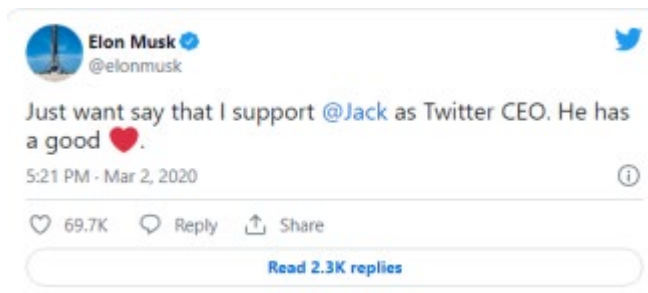 Elon Musk
@elonmusk
Just want say that I support @Jack as Twitter CEO. He has
a good ❤️.
5:21 PM · Mar 2, 2020
69.7K Reply Share
Read 2.3K replies